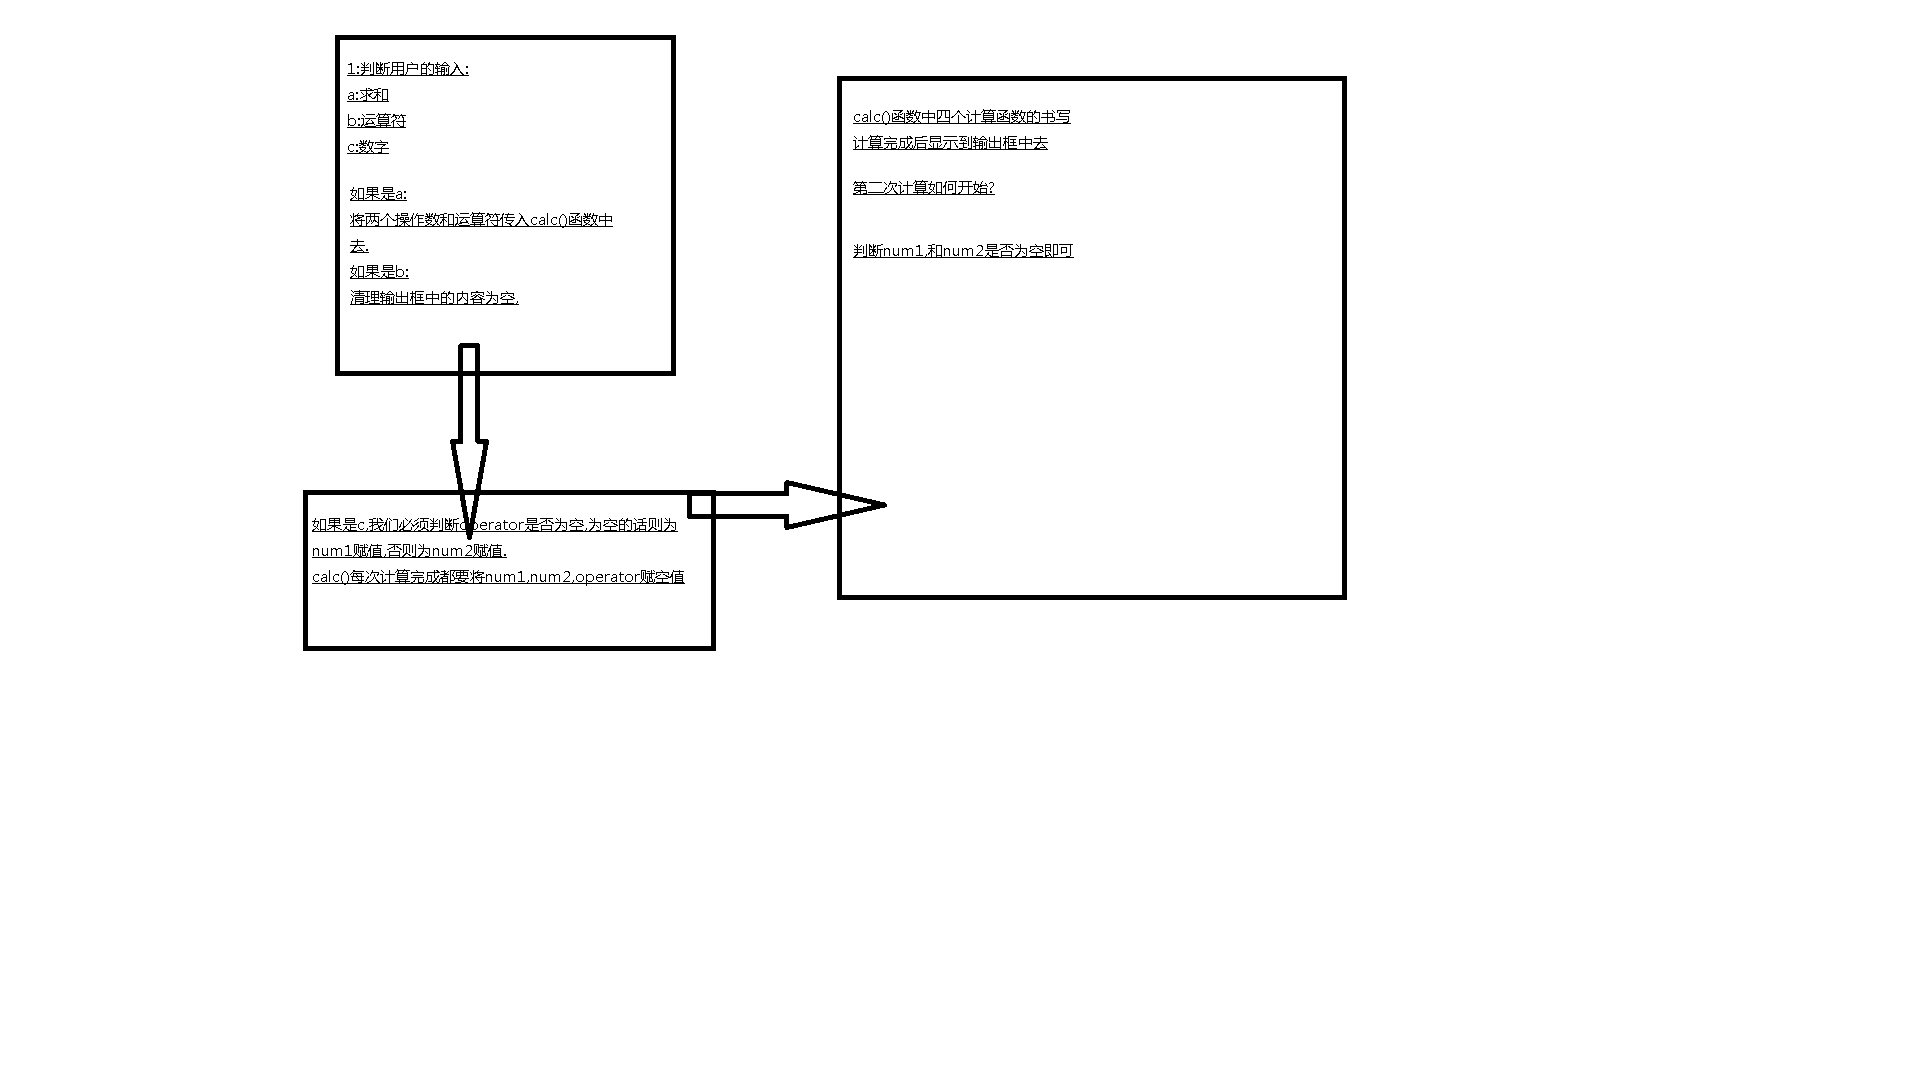 1:判断用户的输入:
a:求和
b:运算符
c:数字
如果是a:
将两个操作数和运算符传入calc()函数中
去.
如果是b:
清理输出框中的内容为空,
如果是c,我们必须判断operator是否为空,为空的话则为
num1赋值,否则为num2赋值.
calc()每次计算完成都要将num1,num2,operator赋空值
calc()函数中四个计算函数的书写
计算完成后显示到输出框中去
第二次计算如何开始?
判断num1,和num2是否为空即可